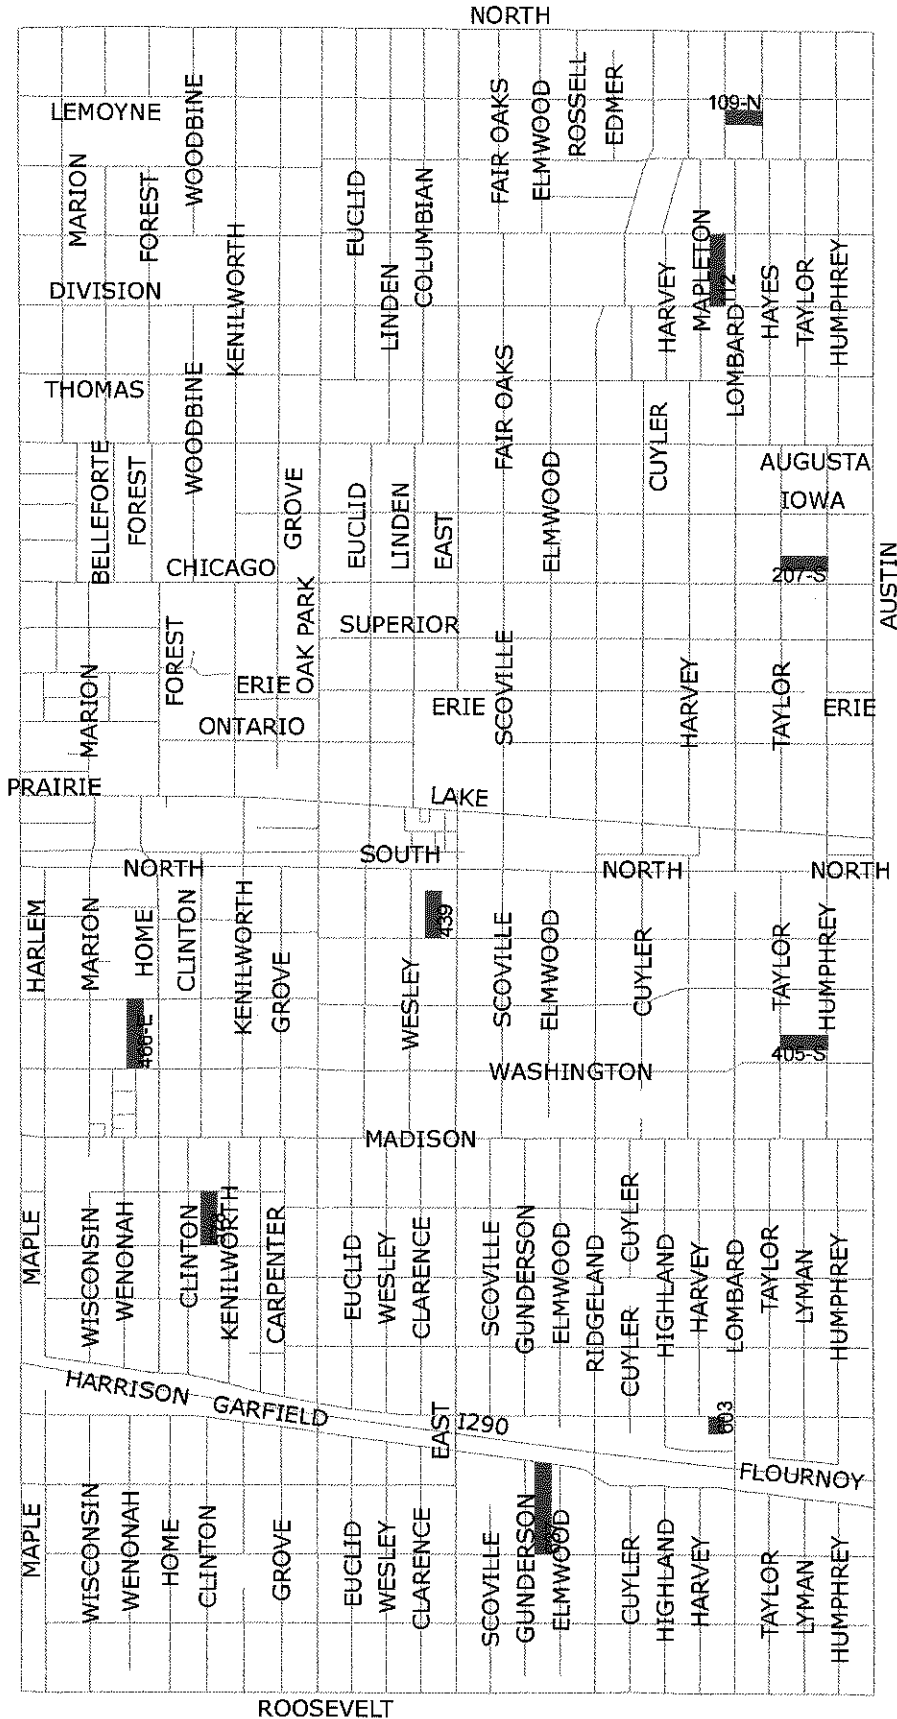 NORTH
LEMOYNE
WOODBINE
FAIR OAKS
ELMWOOD
ROSSELL
EDMER
109-N
MARION
FOREST
EUCLID
COLUMBIAN
KENILWORTH
LINDEN
DIVISION
HARVEY
MAPLETON
112
LOMBARD
HAYES
TAYLOR
HUMPHREY
THOMAS
WOODBINE
FAIR OAKS
CUYLER
AUGUSTA
IOWA
BELLEFORTE
FOREST
GROVE
EUCLID
LINDEN
EAST
ELMWOOD
CHICAGO
207-S
AUSTIN
OAK PARK
SUPERIOR
FOREST
MARION
ERIE
ERIE
SCOVILLE
HARVEY
TAYLOR
ERIE
ONTARIO
PRAIRIE
LAKE
SOUTH
NORTH
NORTH
NORTH
HARLEM
MARION
HOME
CLINTON
KENILWORTH
GROVE
439
WESLEY
SCOVILLE
ELMWOOD
CUYLER
TAYLOR
HUMPHREY
405-S
WASHINGTON
MADISON
MAPLE
WISCONSIN
WENONAH
CLINTON
KENILWORTH
CARPENTER
EUCLID
WESLEY
CLARENCE
SCOVILLE
GUNDERSON
ELMWOOD
RIDGELAND
CUYLER
CUYLER
HIGHLAND
HARVEY
LOMBARD
TAYLOR
LYMAN
HUMPHREY
HARRISON
GARFIELD
EAST
I290
603
FLOURNOY
MAPLE
WISCONSIN
WENONAH
HOME
CLINTON
GROVE
EUCLID
WESLEY
CLARENCE
SCOVILLE
GUNDERSON
ELMWOOD
CUYLER
HIGHLAND
HARVEY
TAYLOR
LYMAN
HUMPHREY
ROOSEVELT